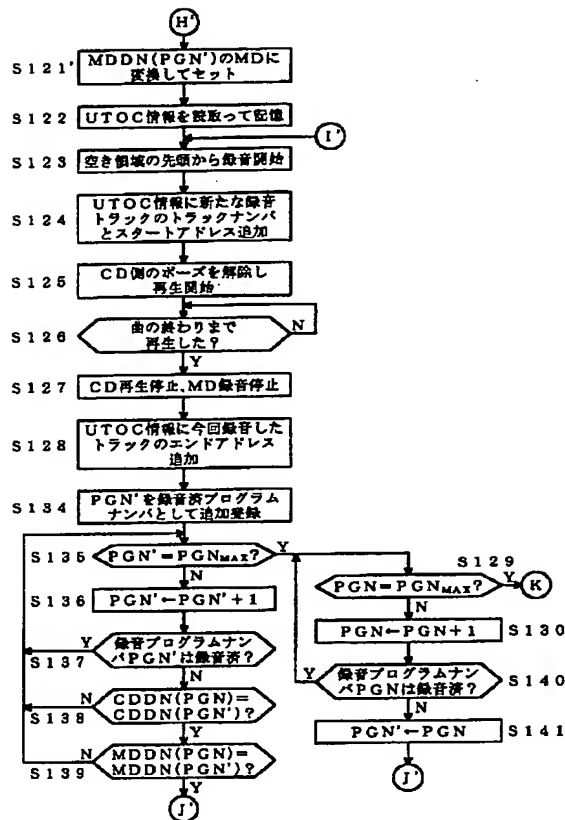 H'
S121'
MDDN(PGN')のMDに
変換してセット
S122
UTOC情報を読取って記憶
I'
S123
空き領域の先頭から録音開始
S124
UTOC情報に新たな録音
トラックのトラックナンバ
とスタートアドレス追加
S125
CD側のポーズを解除し
再生開始
S126
曲の終わりまで
再生した?
N
Y
S127
CD再生停止、MD録音停止
S128
UTOC情報に今回録音した
トラックのエンドアドレス
追加
S134
PGN'を録音済プログラム
ナンバとして追加登録
S135
PGN'=PGNMAX?
Y
N
S136
PGN'←PGN'+1
S137
Y
録音プログラムナン
バPGN'は録音済?
N
S138
N
CDDN(PGN)=
CDDN(PGN')?
Y
S139
N
MDDN(PGN)=
MDDN(PGN')?
Y
J'
S129
PGN=PGNMAX?
Y
K
N
PGN←PGN+1
S130
Y
録音プログラムナン
バPGNは録音済?
S140
N
PGN'←PGN
S141
J'